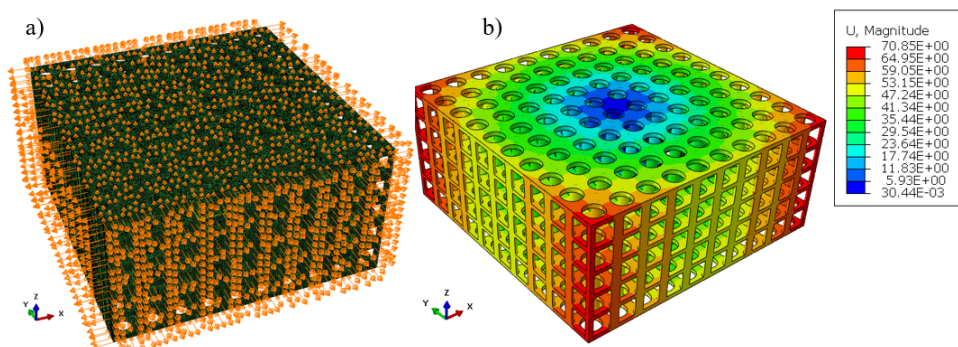 a)
b)
U, Magnitude
70.85E+00
64.95E+00
59.05E+00
53.15E+00
47.24E+00
41.34E+00
35.44E+00
29.54E+00
23.64E+00
17.74E+00
11.83E+00
5.93E+00
30.44E-03
Z
Y
X
Z
Y
X